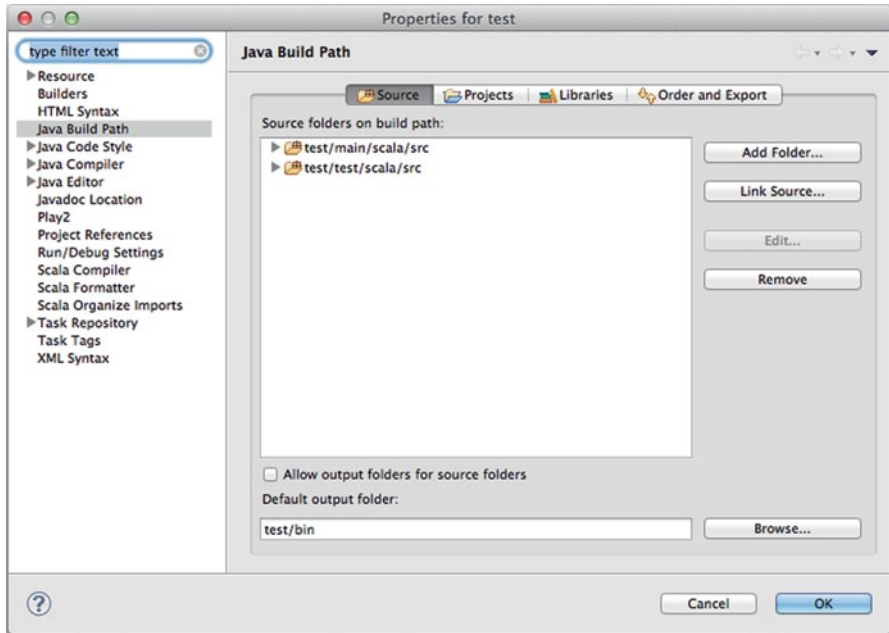 Properties for test
type filter text
Resource
Builders
HTML Syntax
Java Build Path
Java Code Style
Java Compiler
Java Editor
Javadoc Location
Play2
Project References
Run/Debug Settings
Scala Compiler
Scala Formatter
Scala Organize Imports
Task Repository
Task Tags
XML Syntax
Java Build Path
Source Projects Libraries Order and Export
Source folders on build path:
test/main/scala/src
test/test/scala/src
Add Folder...
Link Source...
Edit...
Remove
Allow output folders for source folders
Default output folder:
test/bin
Browse...
?
Cancel
OK